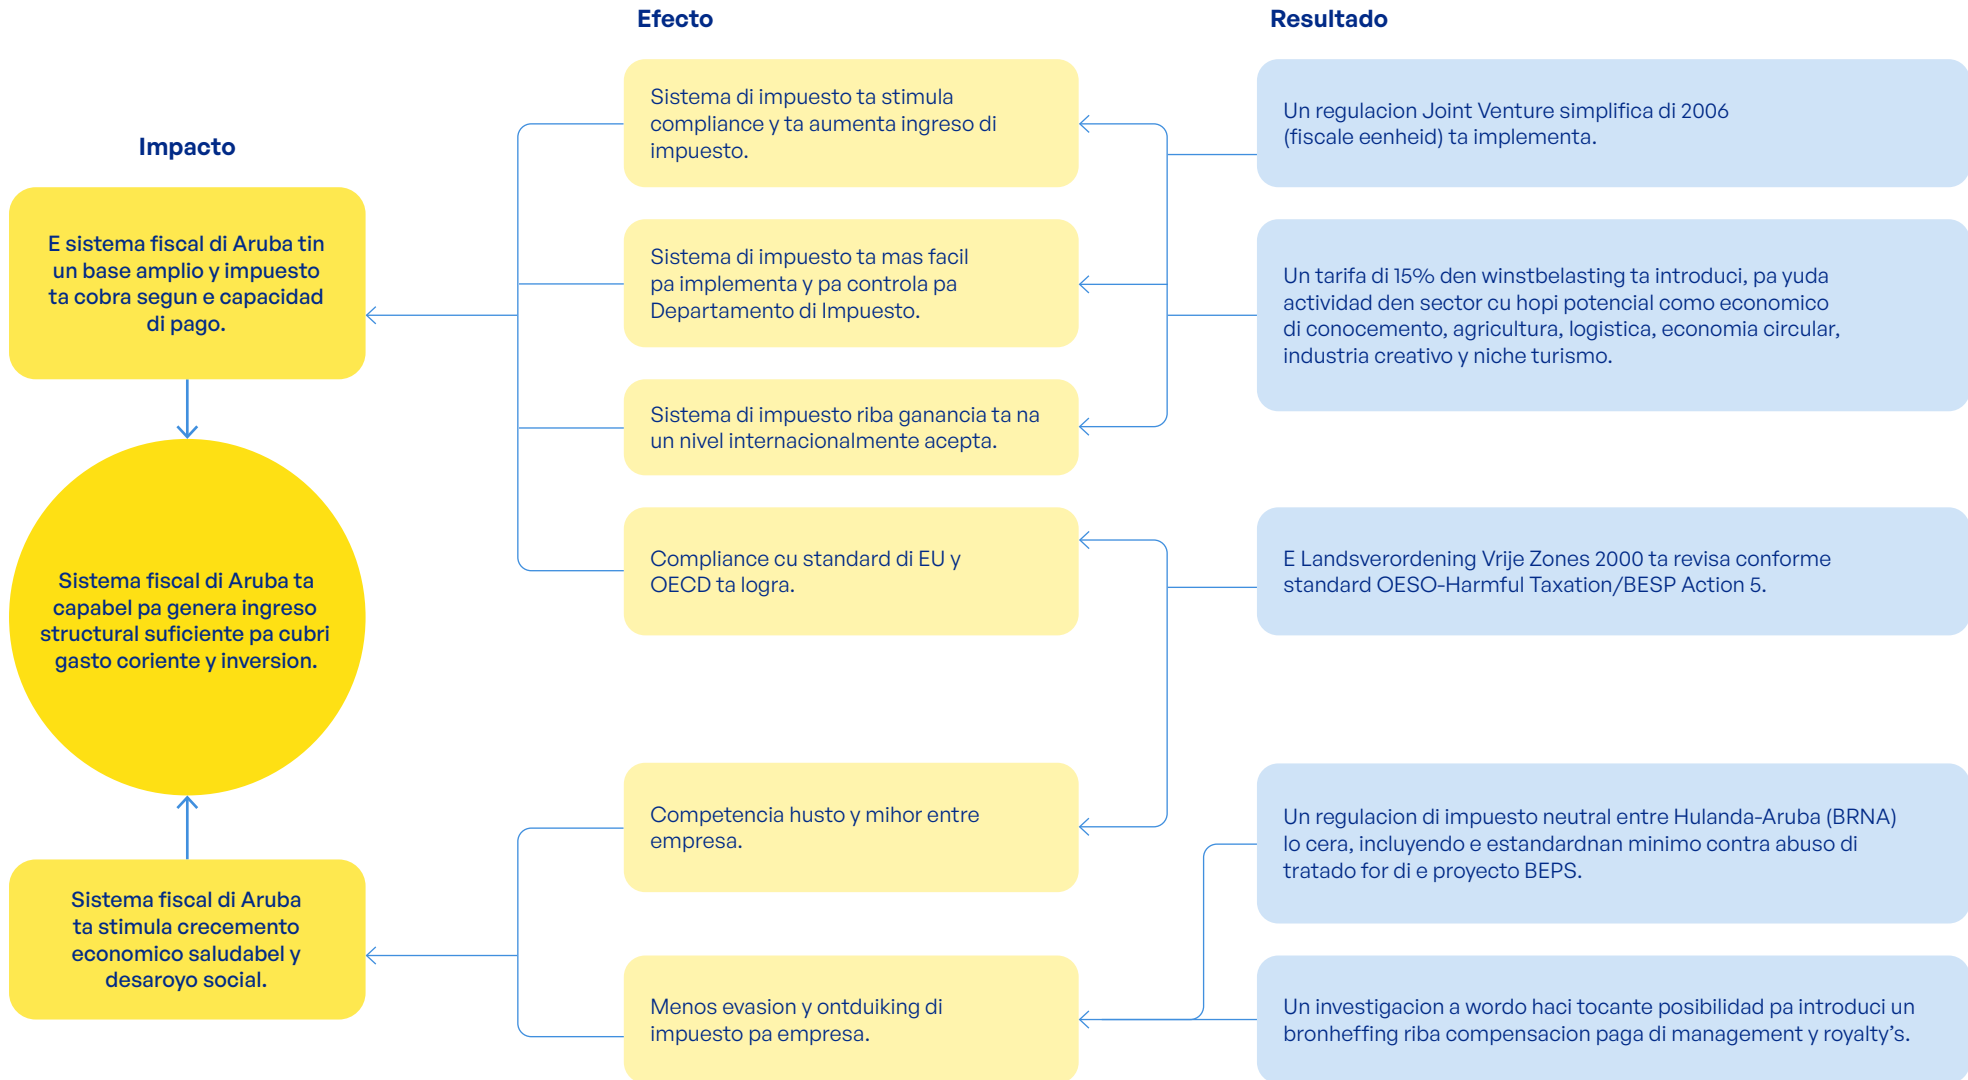 Impacto
E sistema fiscal di Aruba tin
un base amplio y impuesto
ta cobra segun e capacidad
di pago.
Sistema fiscal di Aruba ta
capabel pa genera ingreso
structural suficiente pa cubri
gasto coriente y inversion.
Sistema fiscal di Aruba
ta stimula crecemento
economico saludabel y
desaroyo social.
Efecto
Sistema di impuesto ta stimula
compliance y ta aumenta ingreso di
impuesto.
Sistema di impuesto ta mas facil
pa implementa y pa controla pa
Departamento di Impuesto.
Sistema di impuesto riba ganancia ta na
un nivel internacionalmente acepta.
Compliance cu standard di EU y
OECD ta logra.
Competencia husto y mihor entre
empresa.
Menos evasion y ontduiking di
impuesto pa empresa.
Resultado
Un regulacion Joint Venture simplifica di 2006
(fiscale eenheid) ta implementa.
Un tarifa di 15% den winstbelasting ta introduci, pa yuda
actividad den sector cu hopi potencial como economico
di conocemento, agricultura, logistica, economia circular,
industria creativo y niche turismo.
E Landsverordening Vrije Zones 2000 ta revisa conforme
standard OESO-Harmful Taxation/BESP Action 5.
Un regulacion di impuesto neutral entre Hulanda-Aruba (BRNA)
lo cera, incluyendo e estandardnan minimo contra abuso di
tratado for di e proyecto BEPS.
Un investigacion a wordo haci tocante posibilidad pa introduci un
bronheffing riba compensacion paga di management y royalty's.